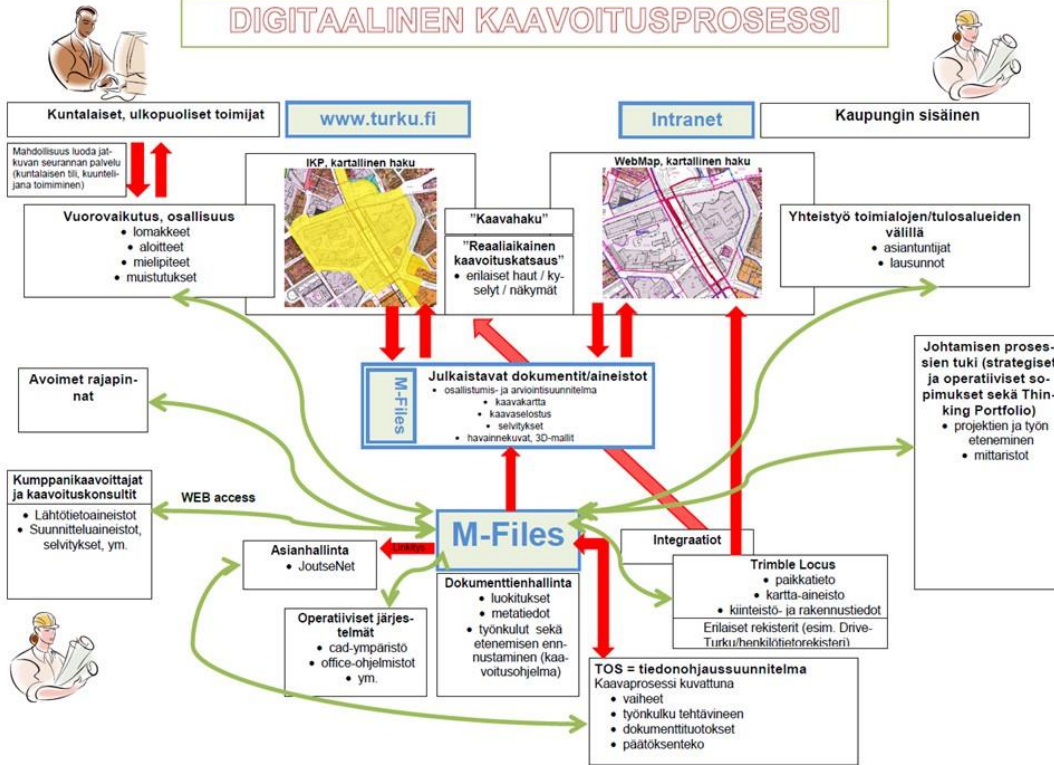 DIGITAALINEN KAAVOITUSPROSESSI
Kuntalaiset, ulkopuoliset toimijat
www.turku.fi
Intranet
Kaupungin sisäinen
Mahdollisuus luoda jat-
kuvan seurannan palvelu
(kuntalaisen tili, kuunteli-
jana toimiminen)
IKP, kartallinen haku
WebMap, kartallinen haku
Vuorovaikutus, osallisuus
• lomakkeet
• aloitteet
• mielipiteet
• muistutukset
"Kaavahaku"
"Reaaliaikainen
kaavoituskatsaus"
• erilaiset haut / ky-
selyt / näkymät
Yhteistyö toimialojen/tulosalueiden
välillä
• asiantuntijat
• lausunnot
Avoimet rajapin-
nat
M-Files
Julkaistavat dokumentit/aineistot
• osallistumis- ja arviointisuunnitelma
• kaavakartta
• kaavaselostus
• selvitykset
• havainnekuvat, 3D-mallit
Johtamisen proses-
sien tuki (strategiset
ja operatiiviset so-
pimukset sekä Thin-
king Portfolio)
• projektien ja työn
eteneminen
• mittaristot
Kumppanikaavoittajat
ja kaavoituskonsultit
• Lähtötietoaineistot
• Suunnitteluaineistot,
selvitykset, ym.
WEB access
M-Files
Linkitys
Asianhallinta
• JoutseNet
Integraatiot
Dokumenttienhallinta
• luokitukset
• metatiedot
• työnkulut sekä
etenemisen enn-
nustaminen (kaa-
voitusohjelma)
Trimble Locus
• paikkatieto
• kartta-aineisto
• kiinteistö- ja rakennustiedot
Erilaiset rekisterit (esim. Drive-
Turku/henkilötietorekisteri)
Operatiiviset järjes-
telmät
• cad-ympäristö
• office-ohjelmistot
• ym.
TOS = tiedonohjaussuunnitelma
Kaavaprosessi kuvattuna
• vaiheet
• työnkulku tehtävineen
• dokumenttituotokset
• päätöksenteko